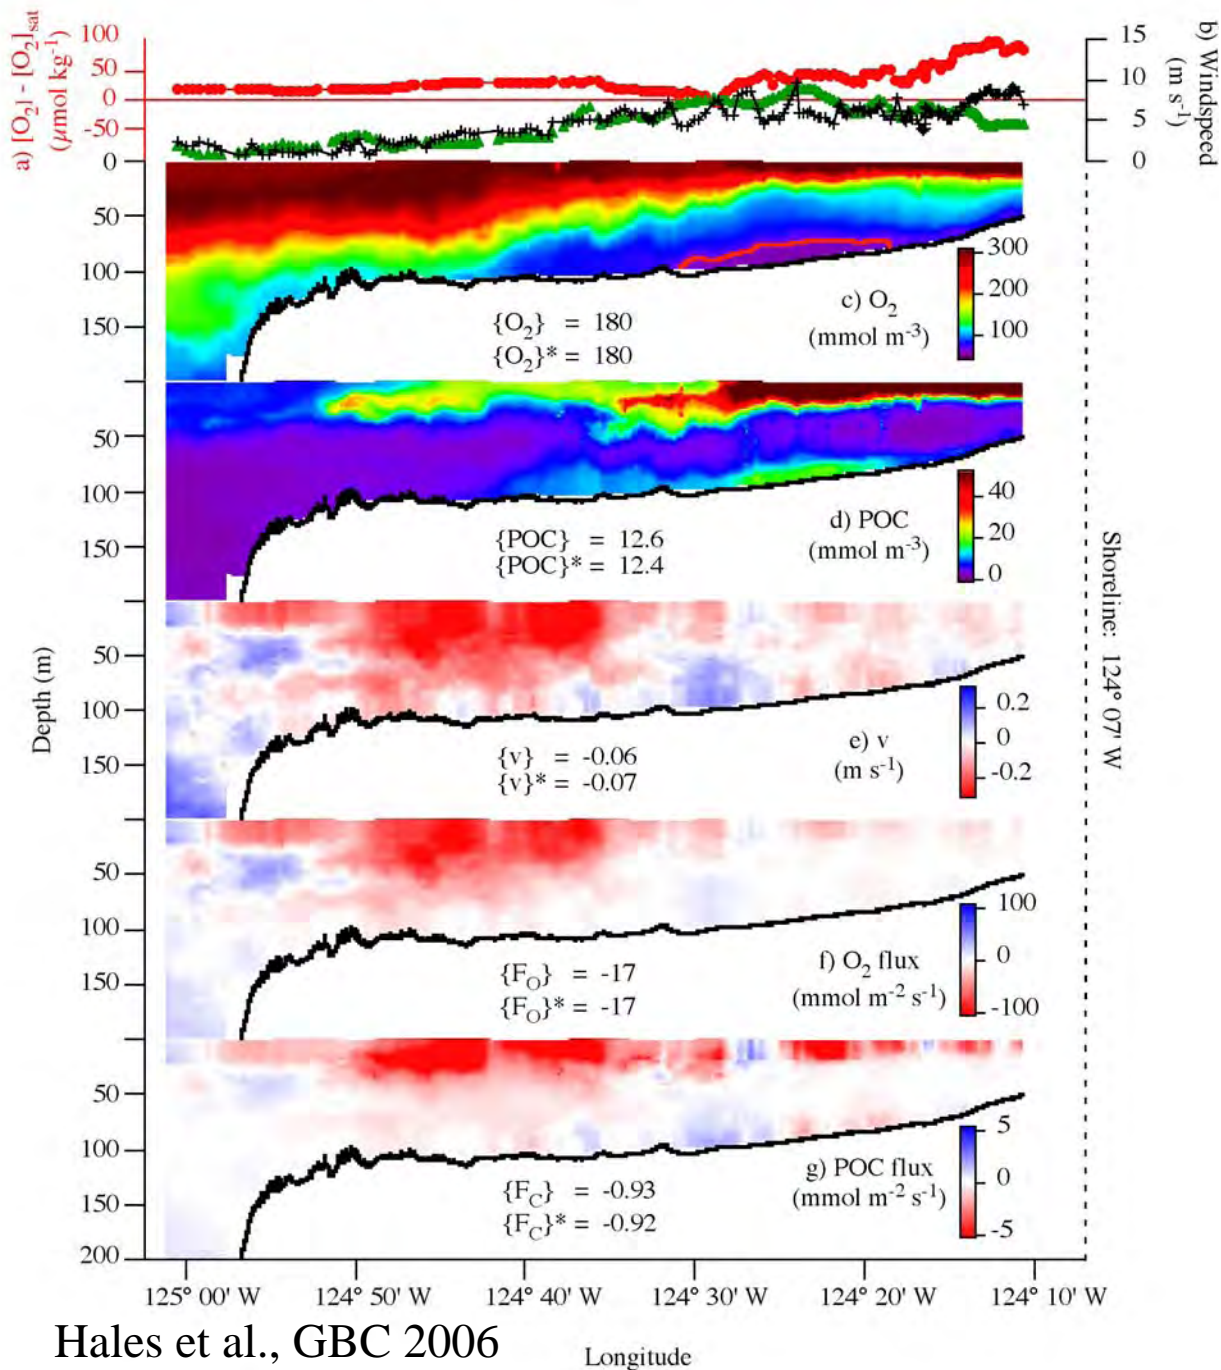 a) [O2] - [O2]sat
(μmol kg-1)
100
50
0
-50
b) Windspeed
(m s-1)
15
10
5
0
0
50
100
150
{O2} = 180
{O2}* = 180
c) O2
(mmol m-3)
300
200
100
50
100
150
{POC} = 12.6
{POC}* = 12.4
d) POC
(mmol m-3)
40
20
0
50
100
150
{v} = -0.06
{v}* = -0.07
e) v
(m s-1)
0.2
0
-0.2
50
100
150
{FO} = -17
{FO}* = -17
f) O2 flux
(mmol m-2 s-1)
100
0
-100
50
100
150
200
{FC} = -0.93
{FC}* = -0.92
g) POC flux
(mmol m-2 s-1)
5
0
-5
Depth (m)
Shoreline: 124° 07' W
125° 00' W 124° 50' W 124° 40' W 124° 30' W 124° 20' W 124° 10' W
Longitude
Hales et al., GBC 2006